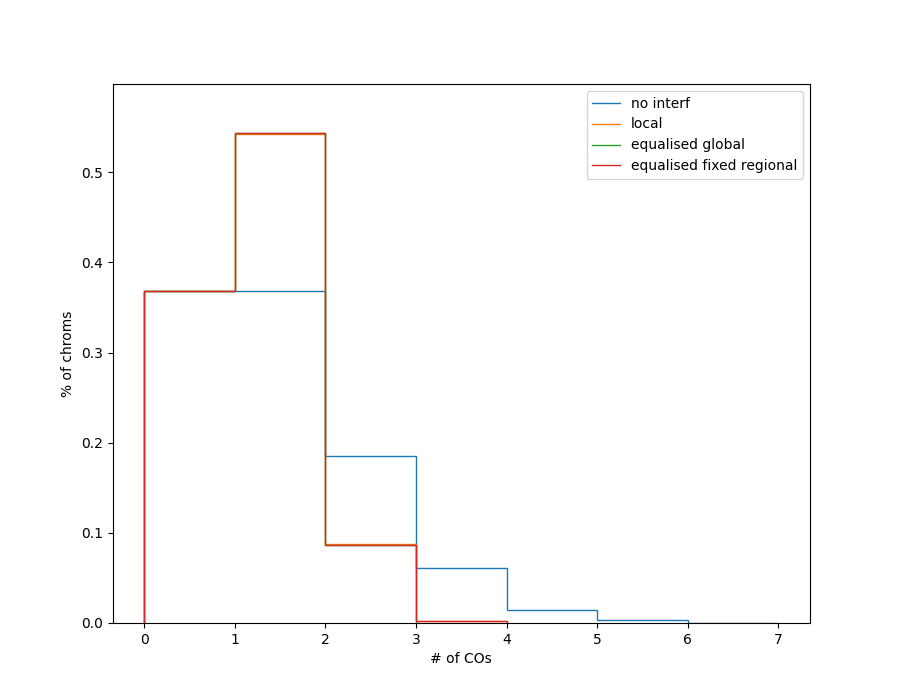 no interf
local
equalised global
equalised fixed regional
% of chroms
0.5
0.4
0.3
0.2
0.1
0.0
0 1 2 3 4 5 6 7
# of COs